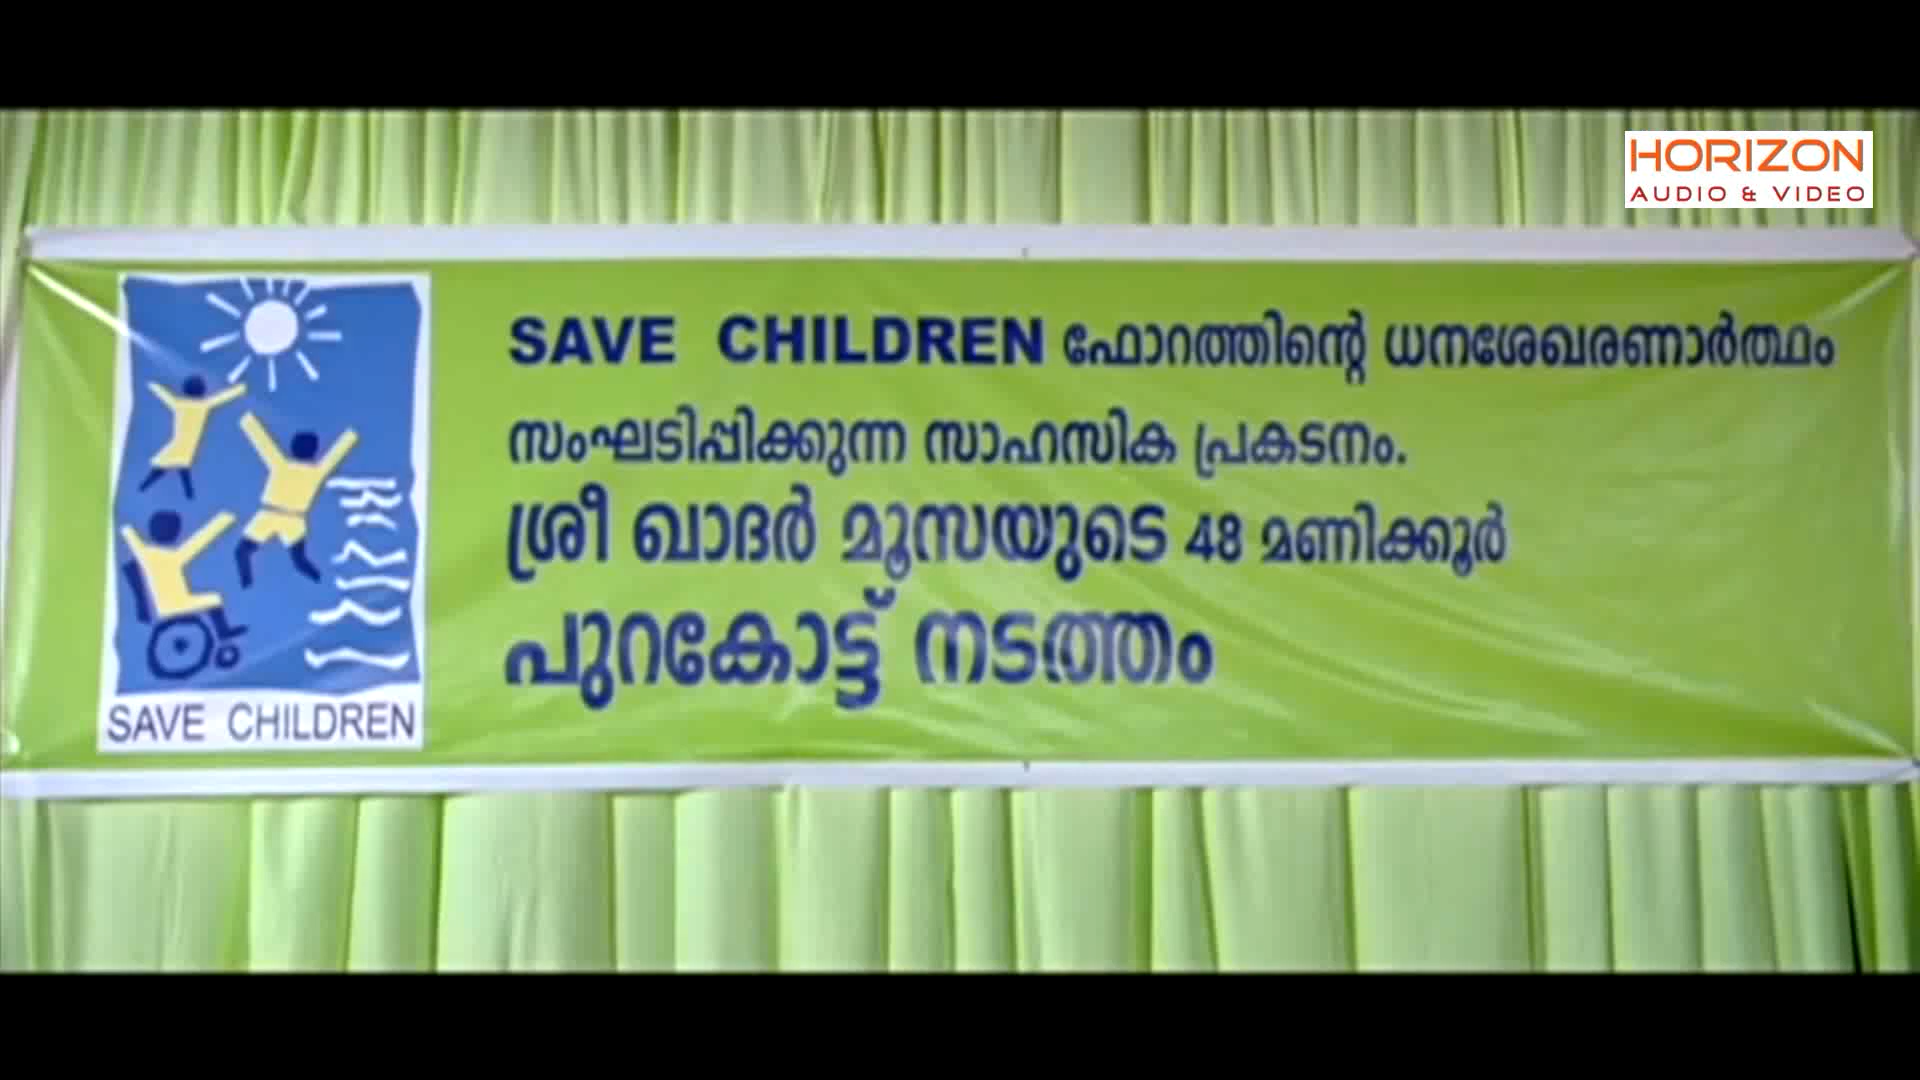 HORIZON
AUDIO & VIDEO
SAVE CHILDREN ഫോറത്തിന്റെ ധനശേഖരണാർത്ഥം
സംഘടിപ്പിക്കുന്ന സാഹസിക പ്രകടനം.
ശ്രീ ഖാദർ മൂസയുടെ 48 മണിക്കൂർ
പുറകോട്ട് നടത്തം
SAVE CHILDREN